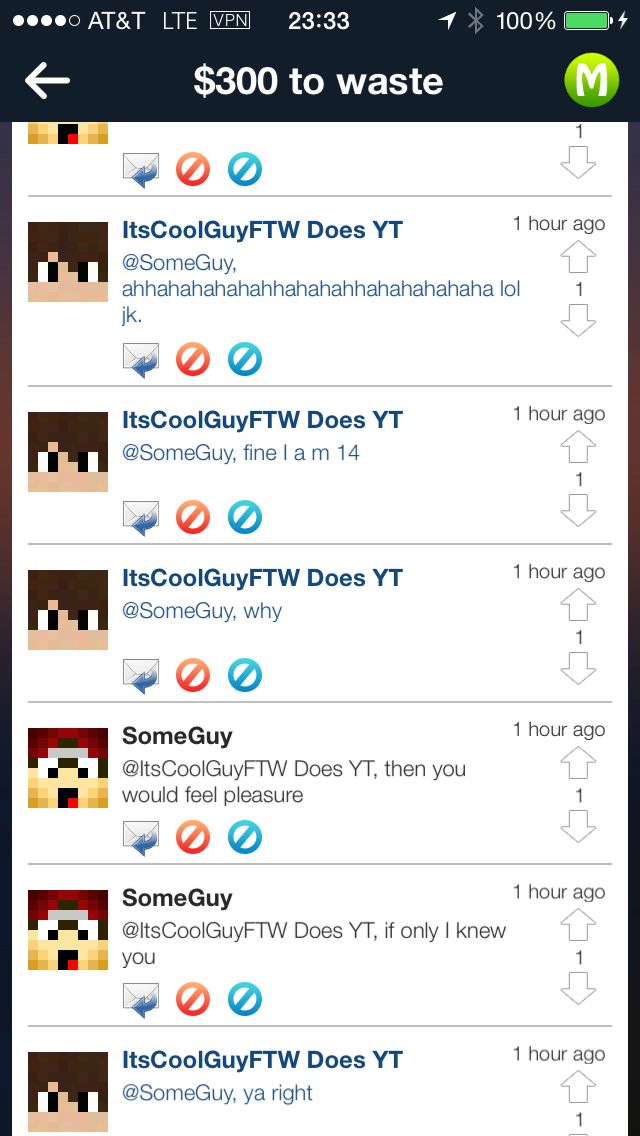 AT&T LTE VPN 23:33 100%
$300 to waste
M
1
ItsCoolGuyFTW Does YT
1 hour ago
@SomeGuy,
ahhahahahahahhahahahhahahahahaha lol
jk.
1
ItsCoolGuyFTW Does YT
1 hour ago
@SomeGuy, fine I a m 14
1
ItsCoolGuyFTW Does YT
1 hour ago
@SomeGuy, why
1
SomeGuy
1 hour ago
@ItsCoolGuyFTW Does YT, then you
would feel pleasure
1
SomeGuy
1 hour ago
@ItsCoolGuyFTW Does YT, if only I knew
you
1
ItsCoolGuyFTW Does YT
1 hour ago
@SomeGuy, ya right
1